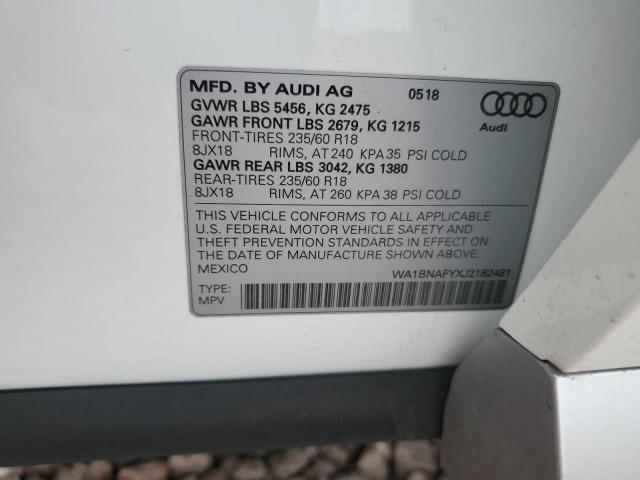 MFD. BY AUDI AG 0518
GVWR LBS 5456, KG 2475
GAWR FRONT LBS 2679, KG 1215
Audi
FRONT-TIRES 235/60 R18
8JX18 RIMS, AT 240 KPA 35 PSI COLD
GAWR REAR LBS 3042, KG 1380
REAR-TIRES 235/60 R18
8JX18 RIMS, AT 260 KPA 38 PSI COLD
THIS VEHICLE CONFORMS TO ALL APPLICABLE
U.S. FEDERAL MOTOR VEHICLE SAFETY AND
THEFT PREVENTION STANDARDS IN EFFECT ON
THE DATE OF MANUFACTURE SHOWN ABOVE.
MEXICO WA1BNAFYXJ2182481
TYPE:
MPV